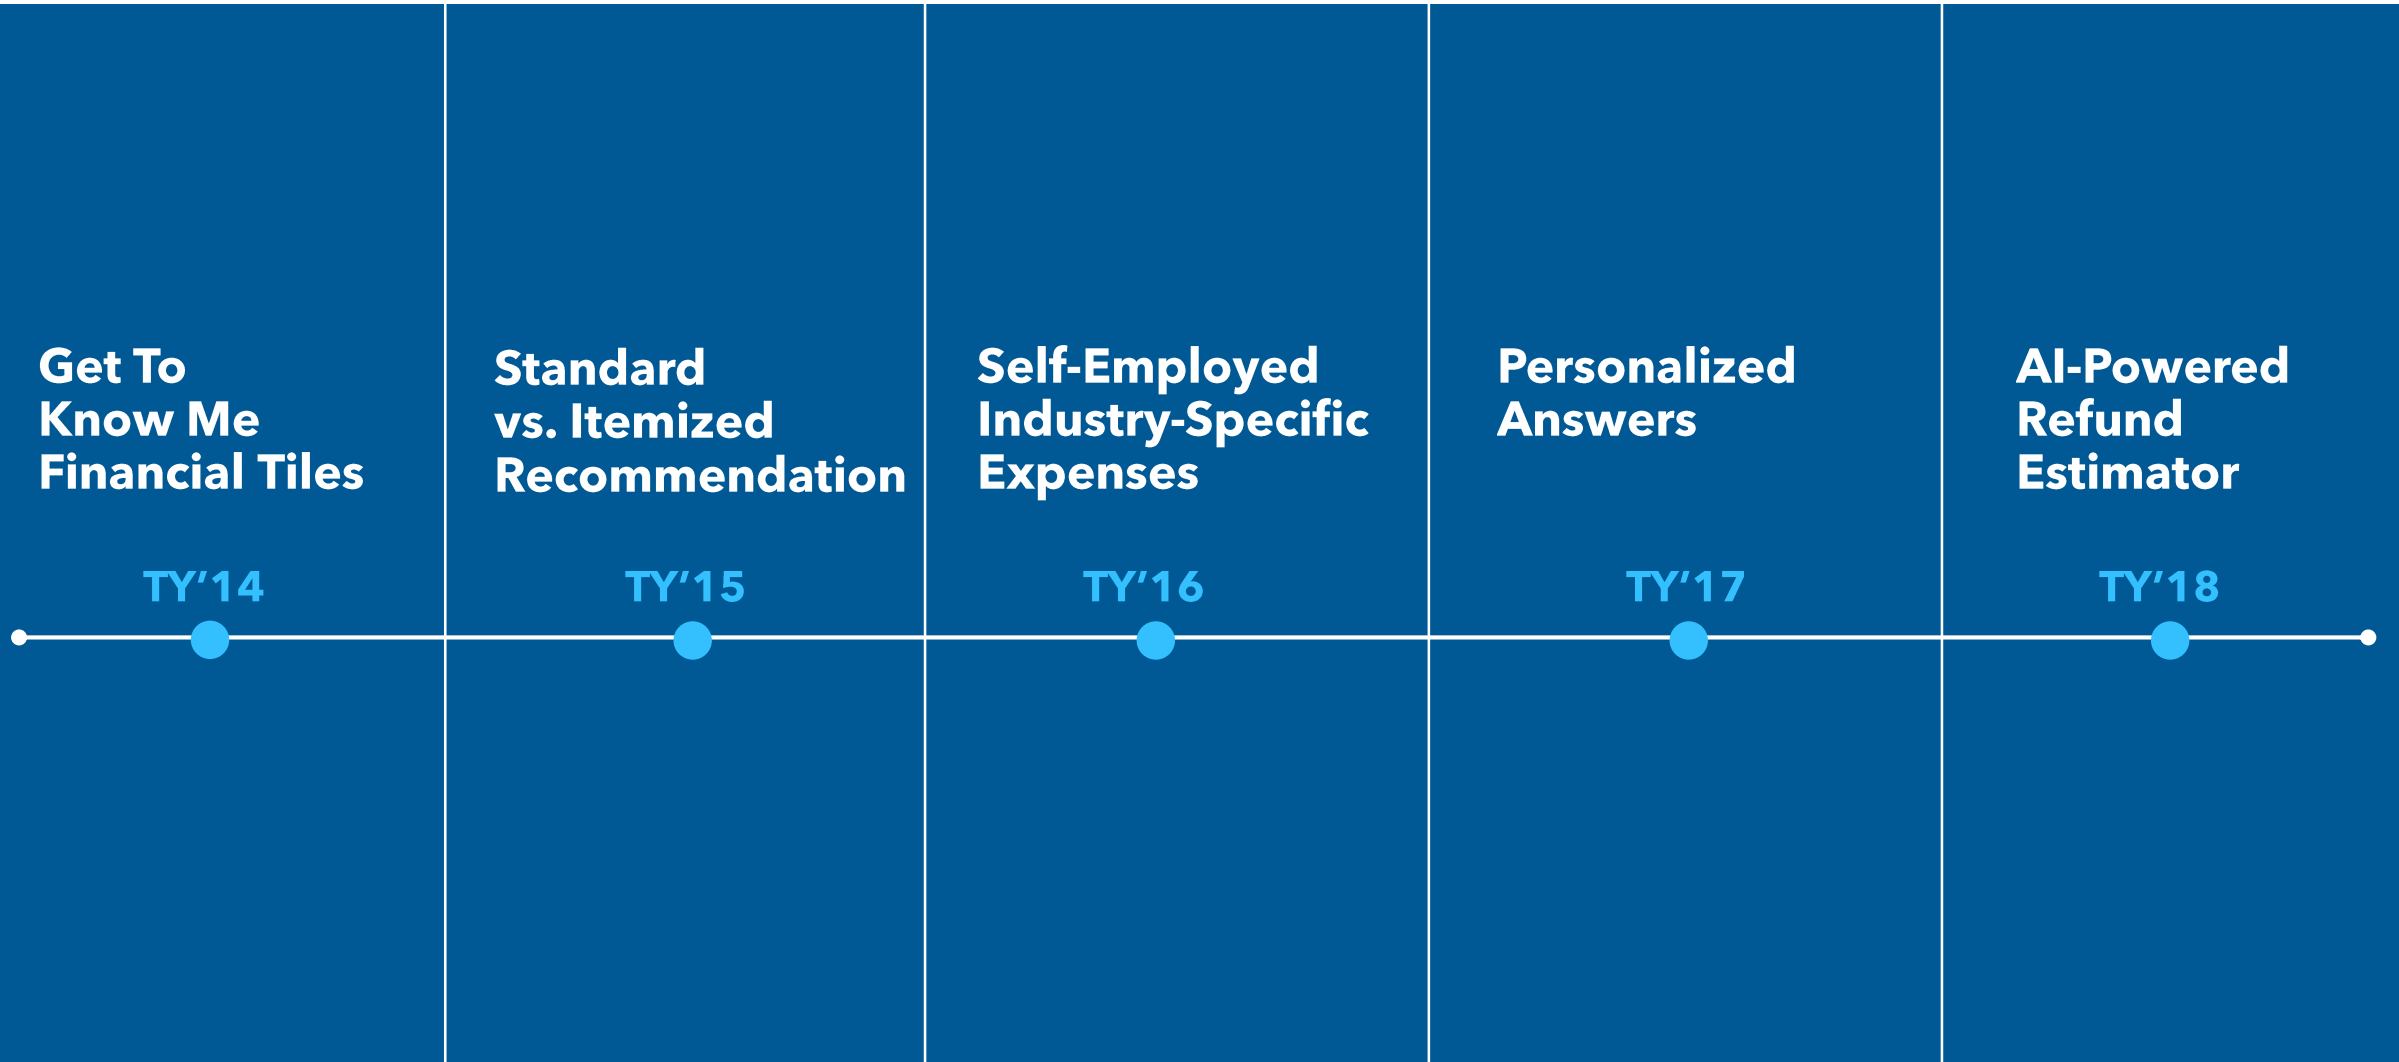 Get To
Know Me
Financial Tiles
TY’14
Standard
vs. Itemized
Recommendation
TY’15
Self-Employed
Industry-Specific
Expenses
TY’16
Personalized
Answers
TY’17
AI-Powered
Refund
Estimator
TY’18